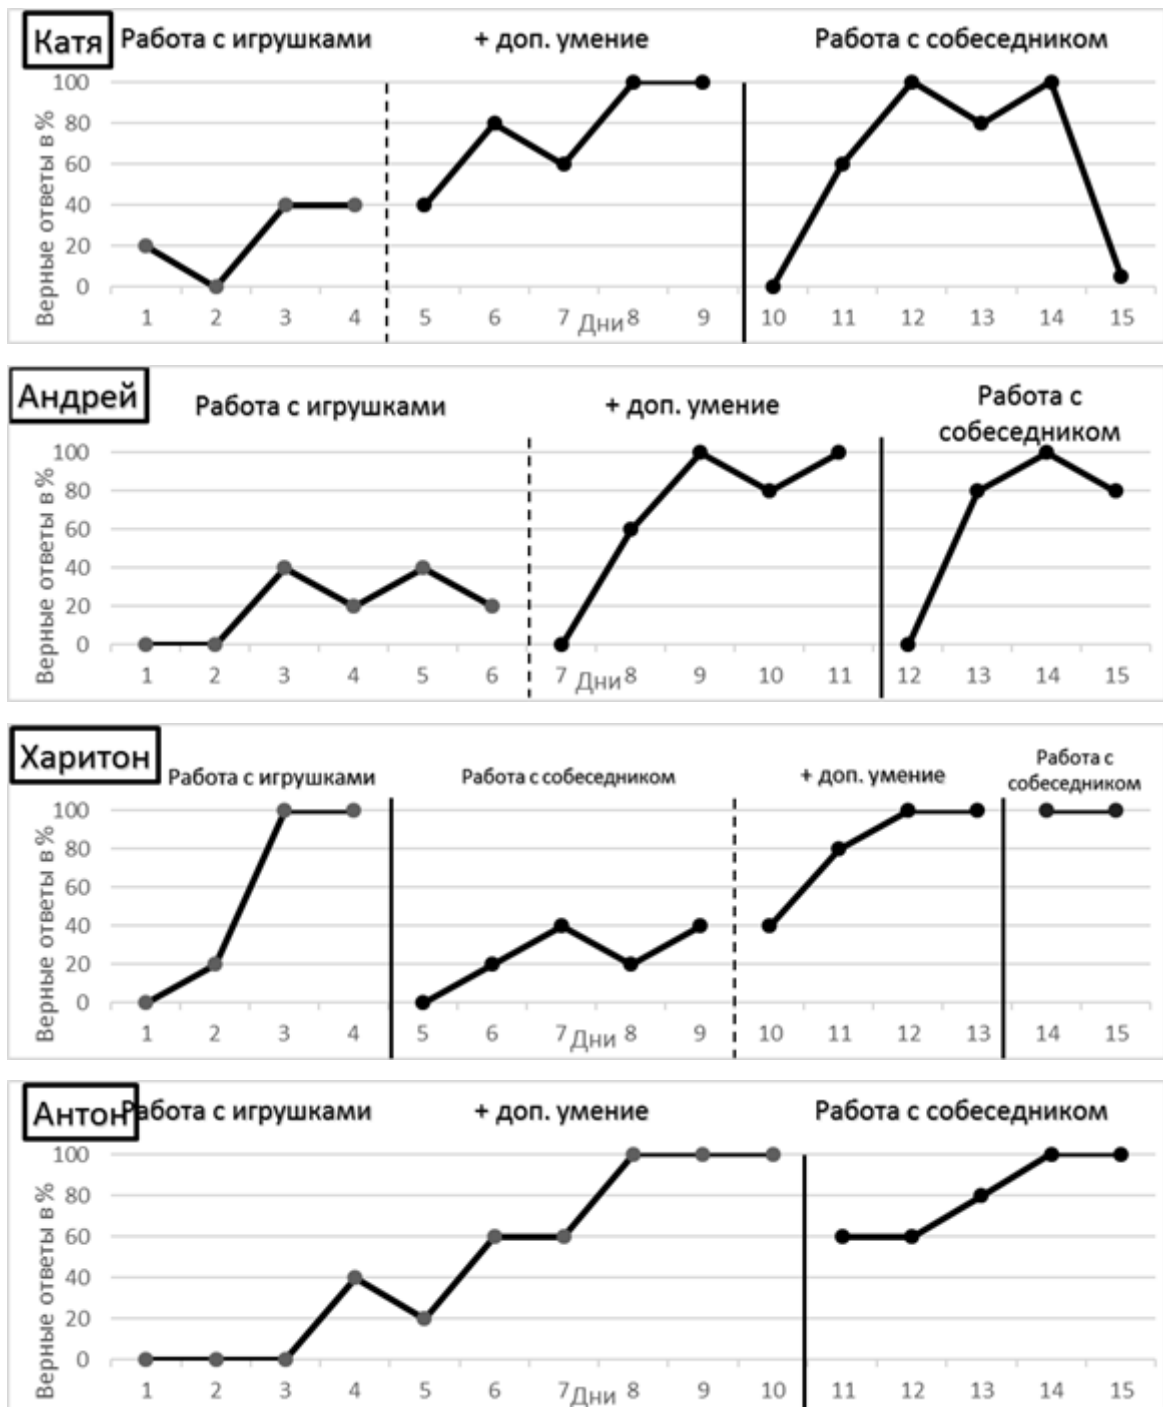 Катя Работа с игрушками + доп. умение Работа с собеседником
Верные ответы в %
100
80
60
40
20
0
1 2 3 4 5 6 7 8 9 10 11 12 13 14 15
Дни
Андрей Работа с игрушками + доп. умение Работа с
собеседником
Верные ответы в %
100
80
60
40
20
0
1 2 3 4 5 6 7 8 9 10 11 12 13 14 15
Дни
Харитон Работа с игрушками Работа с собеседником + доп. умение Работа с
собеседником
Верные ответы в %
100
80
60
40
20
0
1 2 3 4 5 6 7 8 9 10 11 12 13 14 15
Дни
Антон Работа с игрушками + доп. умение Работа с собеседником
Верные ответы в %
100
80
60
40
20
0
1 2 3 4 5 6 7 8 9 10 11 12 13 14 15
Дни